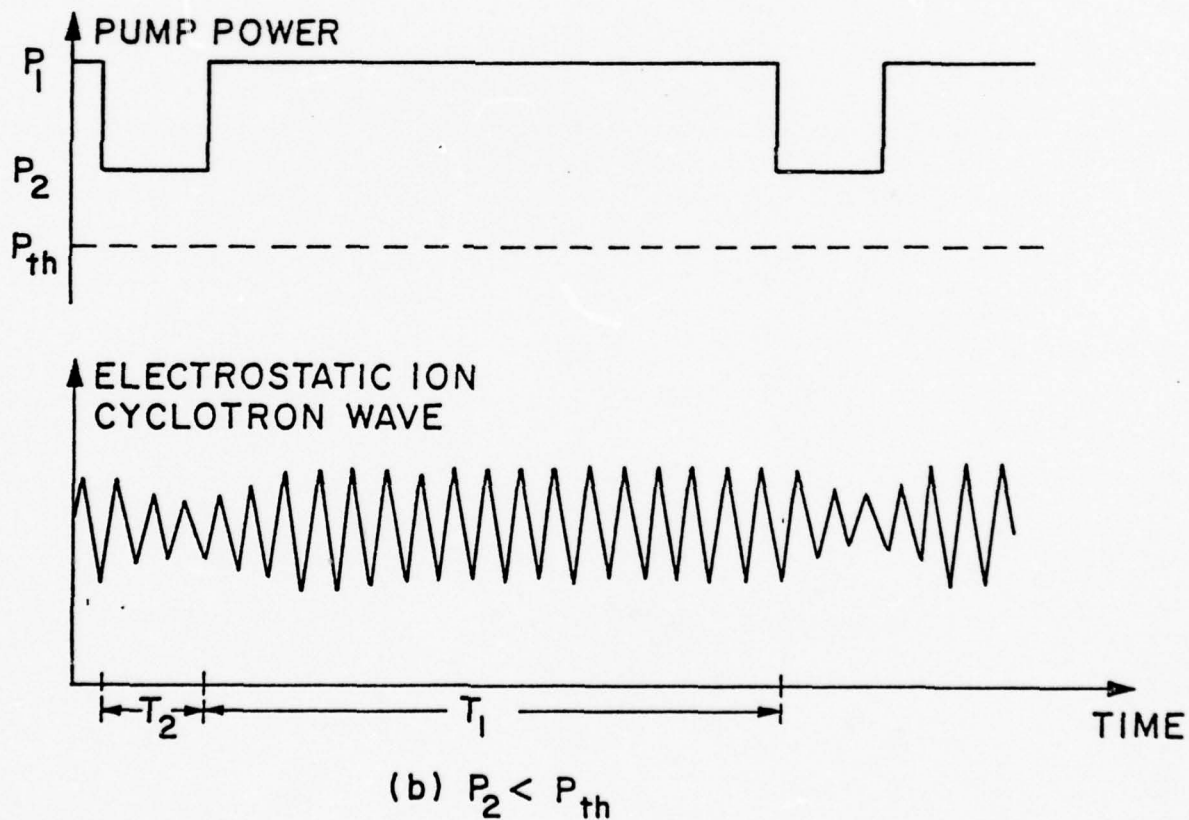 PUMP POWER
P1
P2
Pth
ELECTROSTATIC ION
CYCLOTRON WAVE
T2 T1
TIME
(b) P2 < Pth